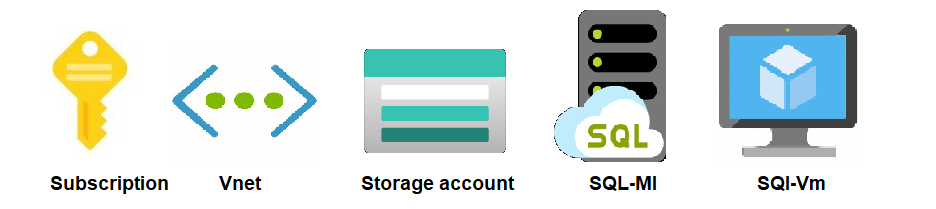 SQL
Subscription Vnet Storage account SQL-MI SQl-Vm